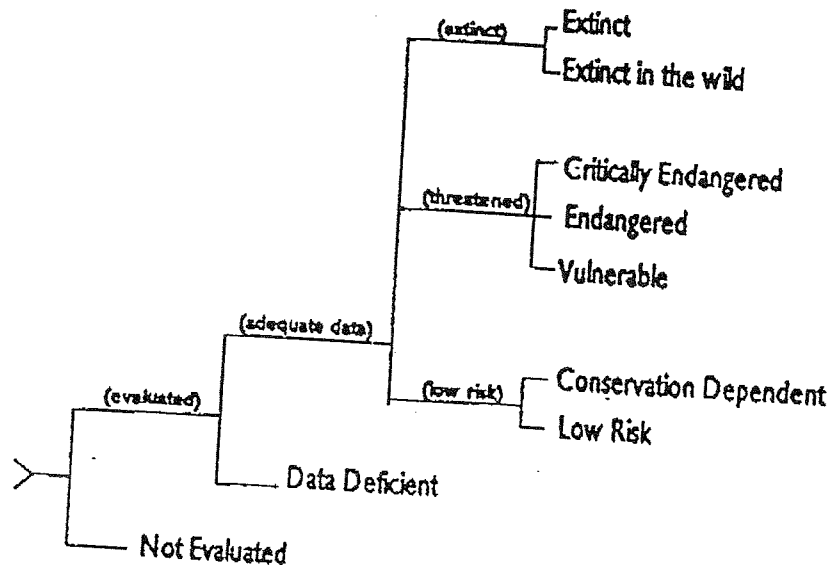 (extinct)
Extinct
Extinct in the wild
(threatened)
Critically Endangered
Endangered
Vulnerable
(adequate data)
(low risk)
Conservation Dependent
Low Risk
(evaluated)
Data Deficient
Not Evaluated